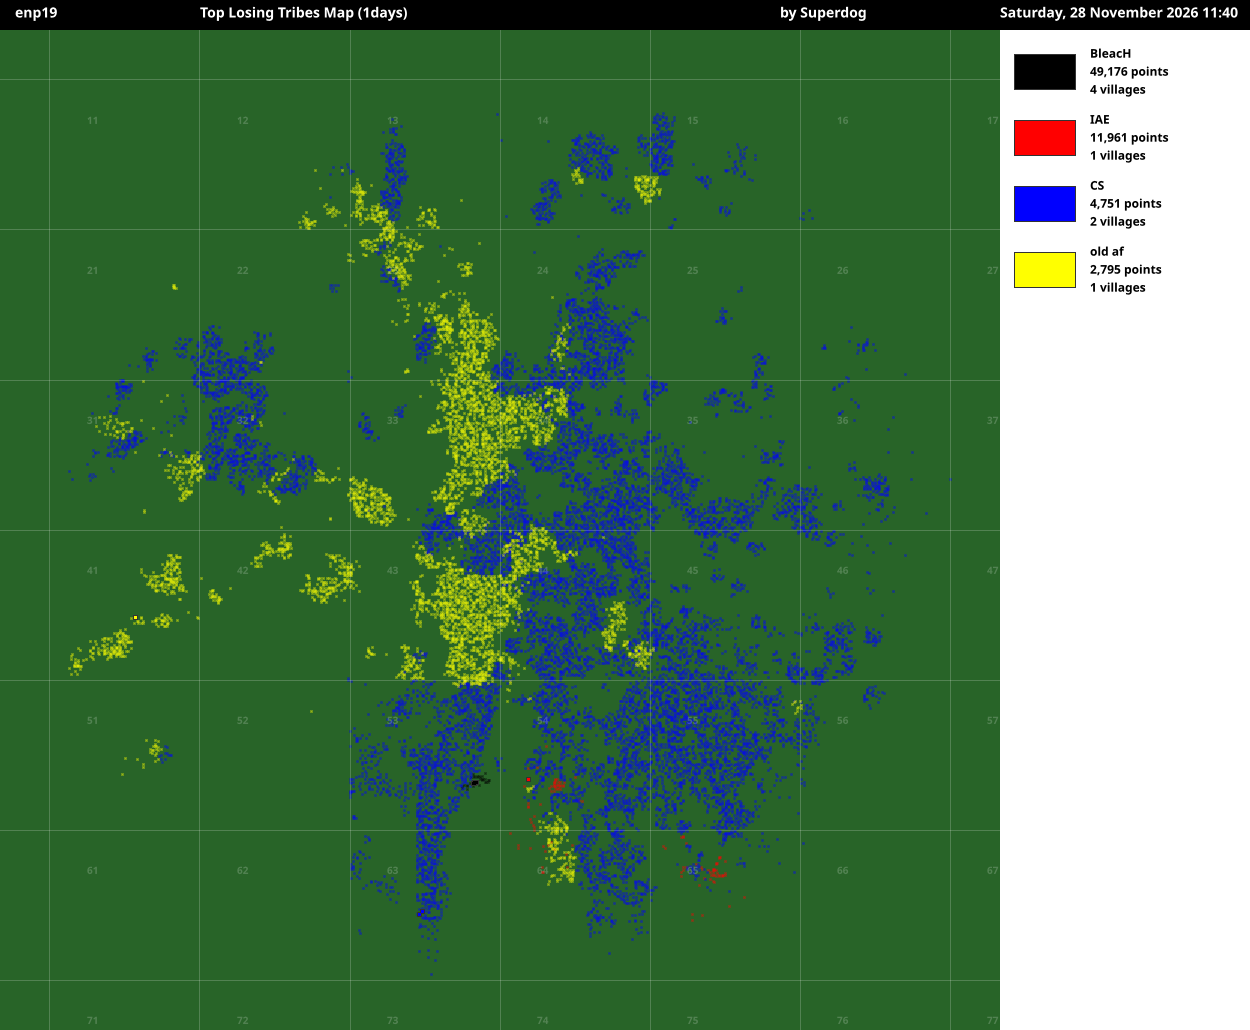 enp19 Top Losing Tribes Map (1days) by Superdog Saturday, 28 November 2026 11:40
BleacH
49,176 points
4 villages
IAE
11,961 points
1 villages
CS
4,751 points
2 villages
old af
2,795 points
1 villages
11 12 13 14 15 16 17
21 22 24 25 26 27
31 32 33 35 36 37
41 42 43 45 46 47
51 52 53 54 55 56 57
61 62 63 64 65 66 67
71 72 73 74 75 76 77